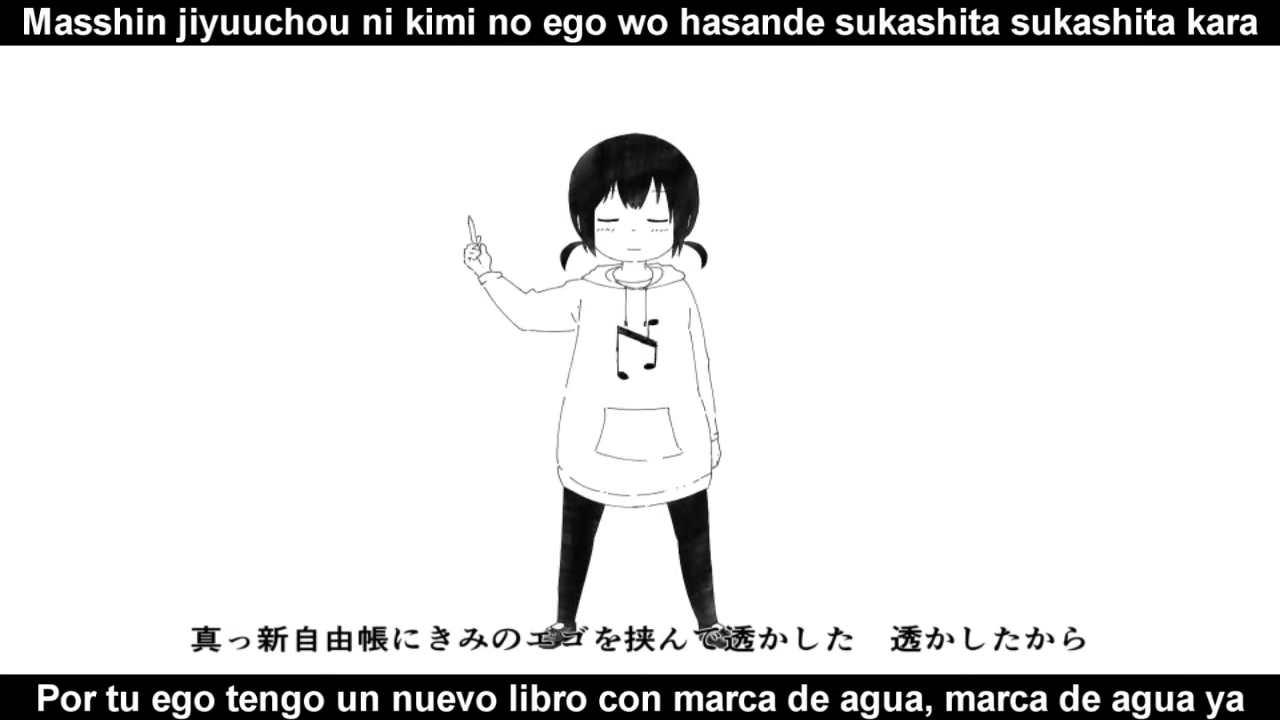 Masshin jiyuuchou ni kimi no ego wo hasande sukashita sukashita kara
真っ新自由帳にきみのエゴを挟んで透かした　透かしたから
Por tu ego tengo un nuevo libro con marca de agua, marca de agua ya